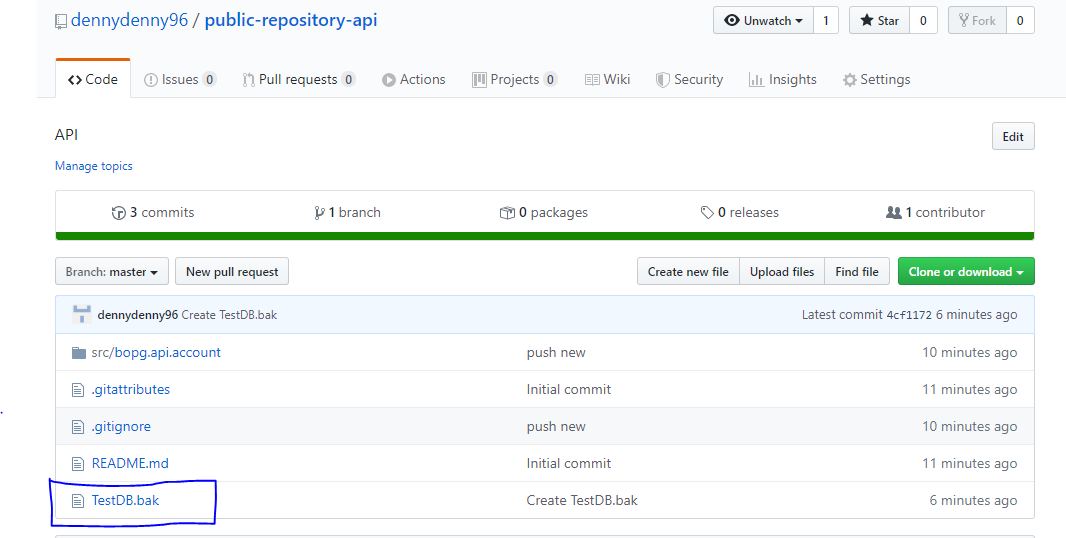 dennydenny96 / public-repository-api Unwatch 1 Star 0 Fork 0
Code Issues 0 Pull requests 0 Actions Projects 0 Wiki Security Insights Settings
API Edit
Manage topics
3 commits 1 branch 0 packages 0 releases 1 contributor
Branch: master New pull request Create new file Upload files Find file Clone or download
dennydenny96 Create TestDB.bak Latest commit 4cf1172 6 minutes ago
src/bopg.api.account push new 10 minutes ago
.gitattributes Initial commit 11 minutes ago
.gitignore push new 10 minutes ago
README.md Initial commit 11 minutes ago
TestDB.bak Create TestDB.bak 6 minutes ago